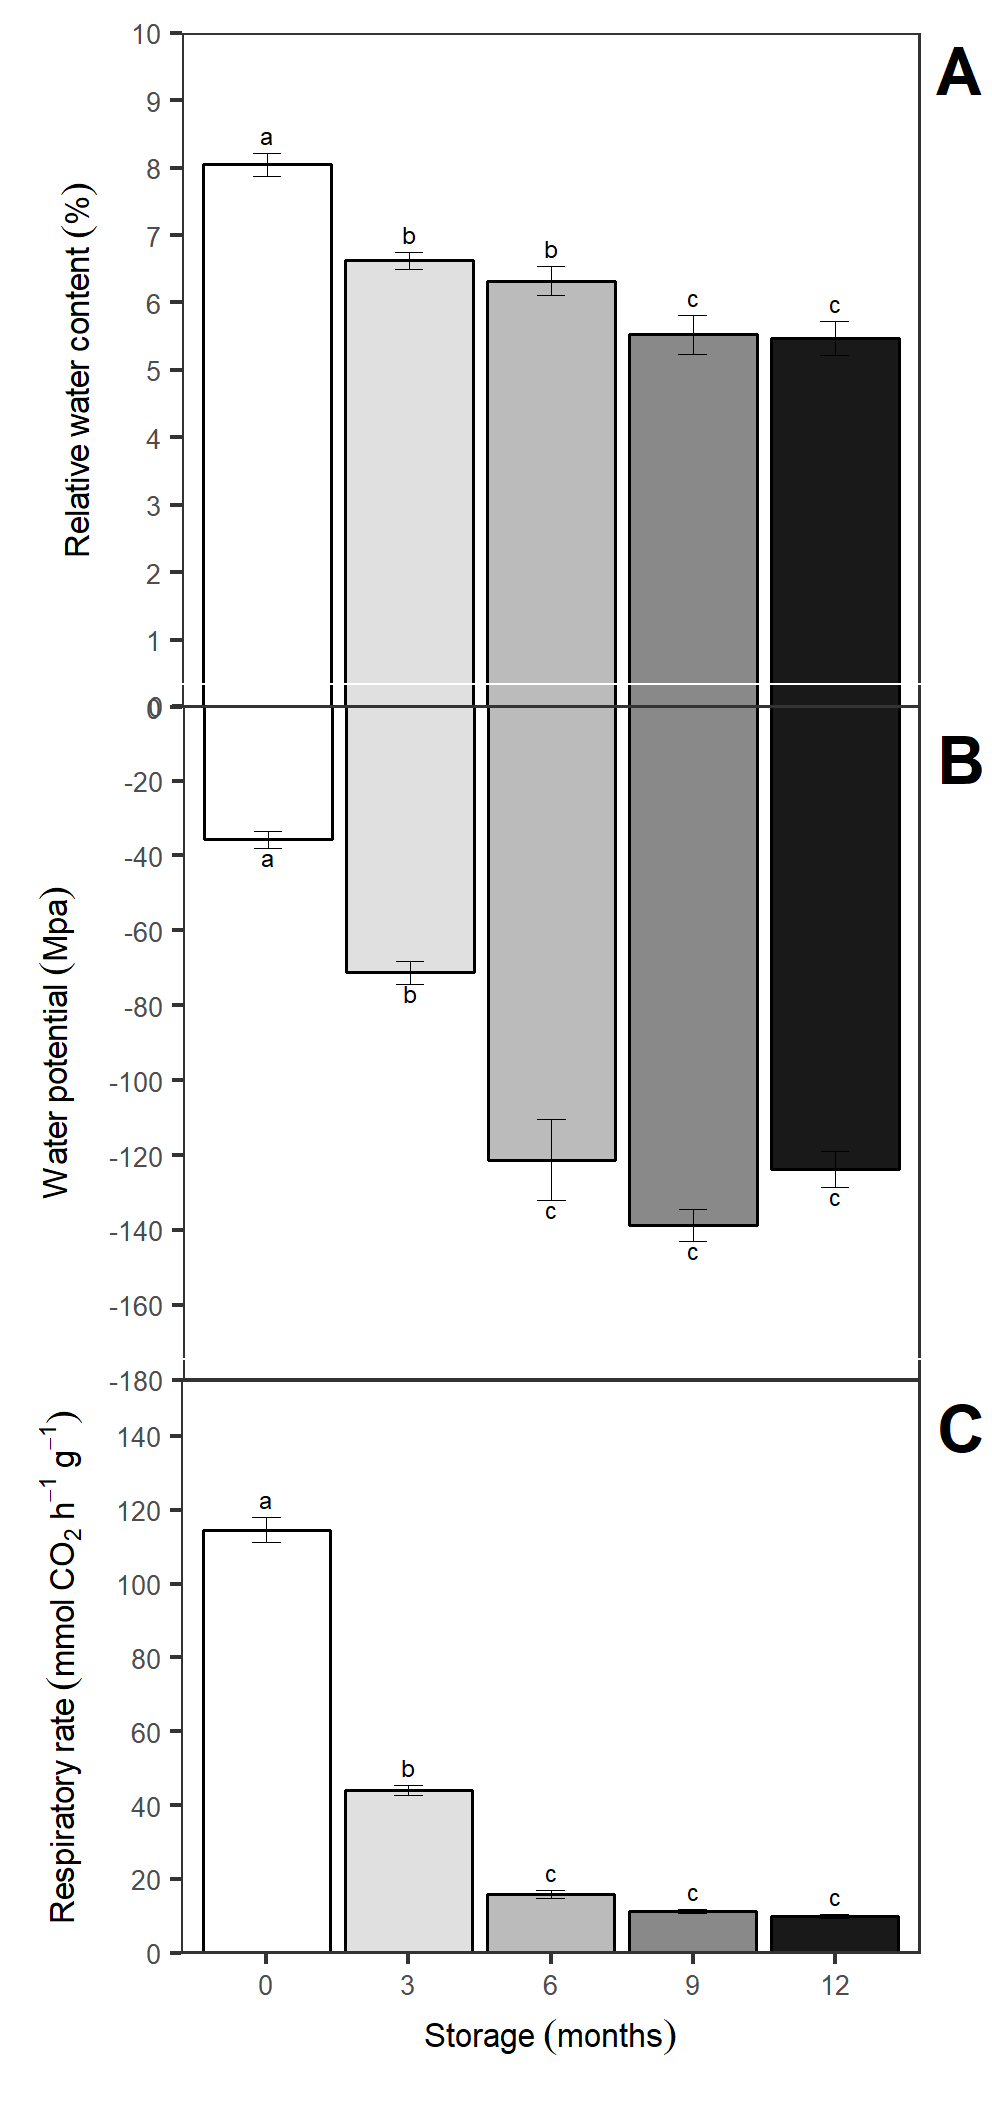 A
Relative water content (%)
10
9
8
7
6
5
4
3
2
1
0
a
b
b
c
c
B
Water potential (Mpa)
0
-20
-40
-60
-80
-100
-120
-140
-160
-180
a
b
c
c
c
C
Respiratory rate (mmol CO₂ h⁻¹ g⁻¹)
140
120
100
80
60
40
20
0
a
b
c
c
c
0 3 6 9 12
Storage (months)